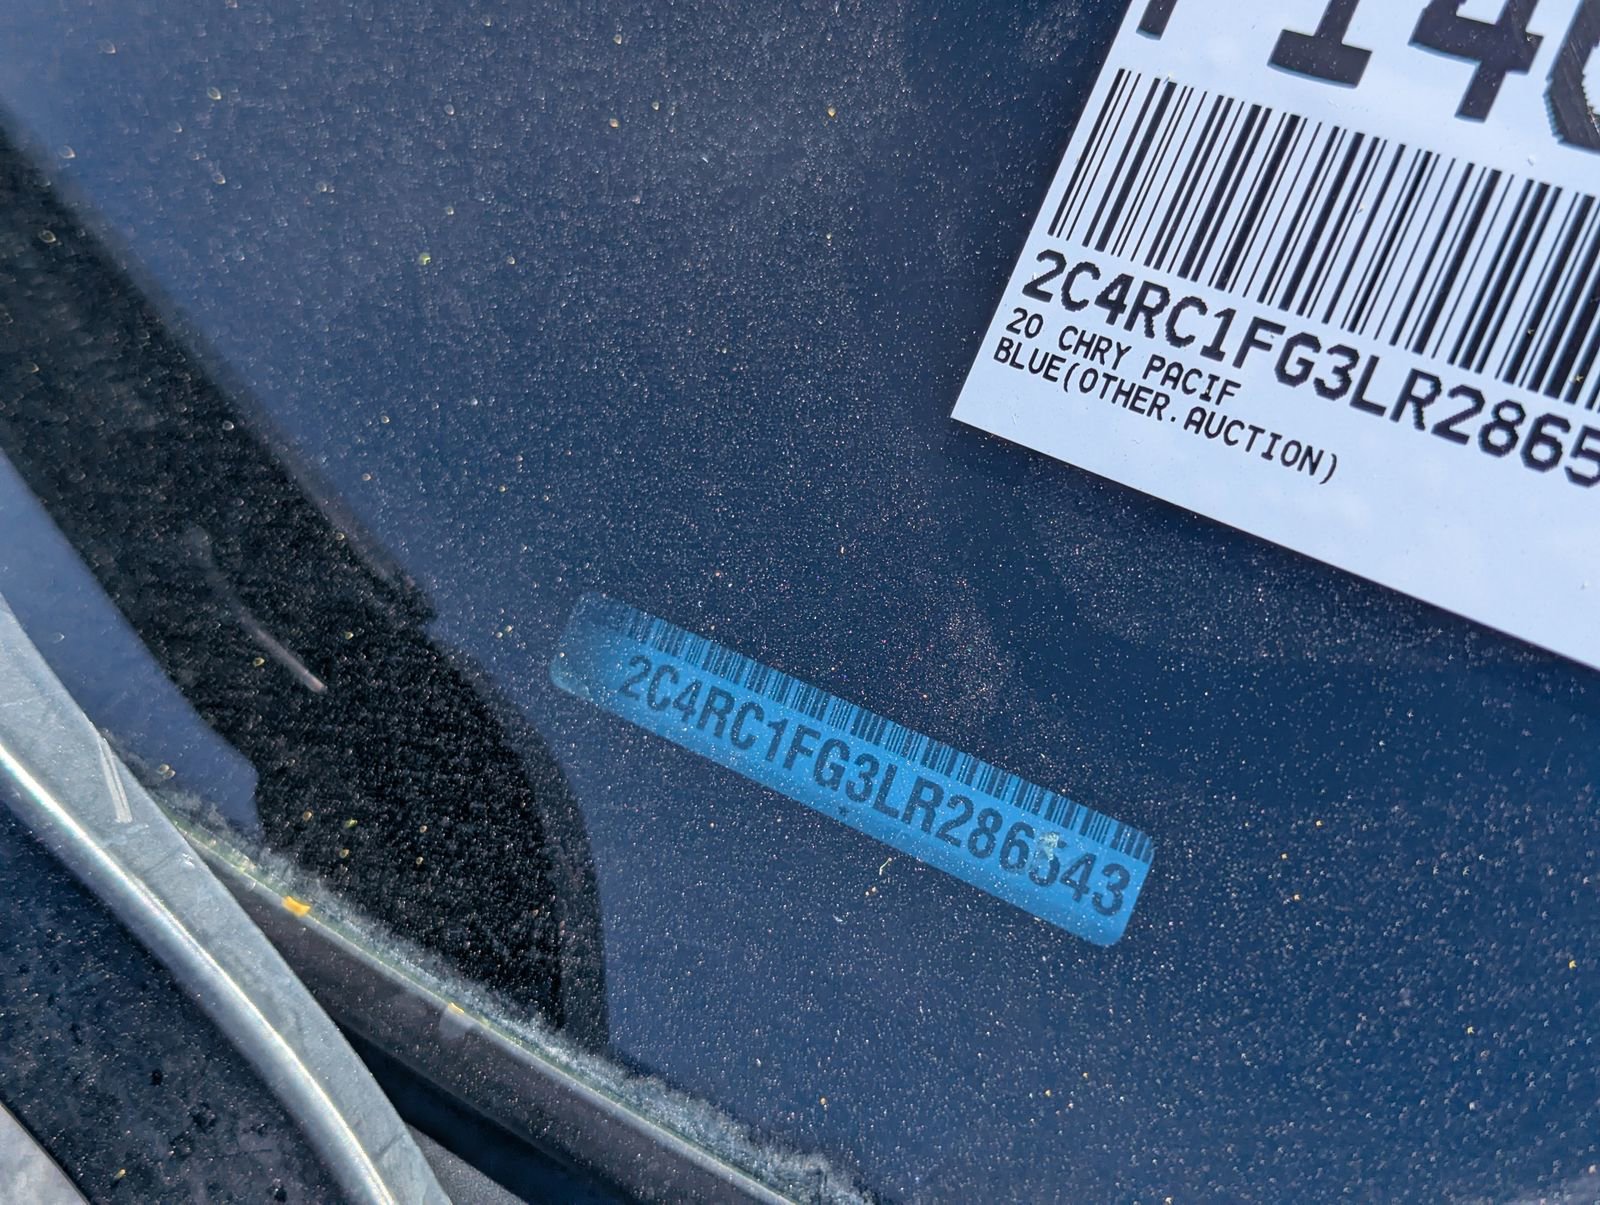 14
2C4RC1FG3LR2865
20 CHRY PACIF
BLUE(OTHER.AUCTION)
2C4RC1FG3LR286543